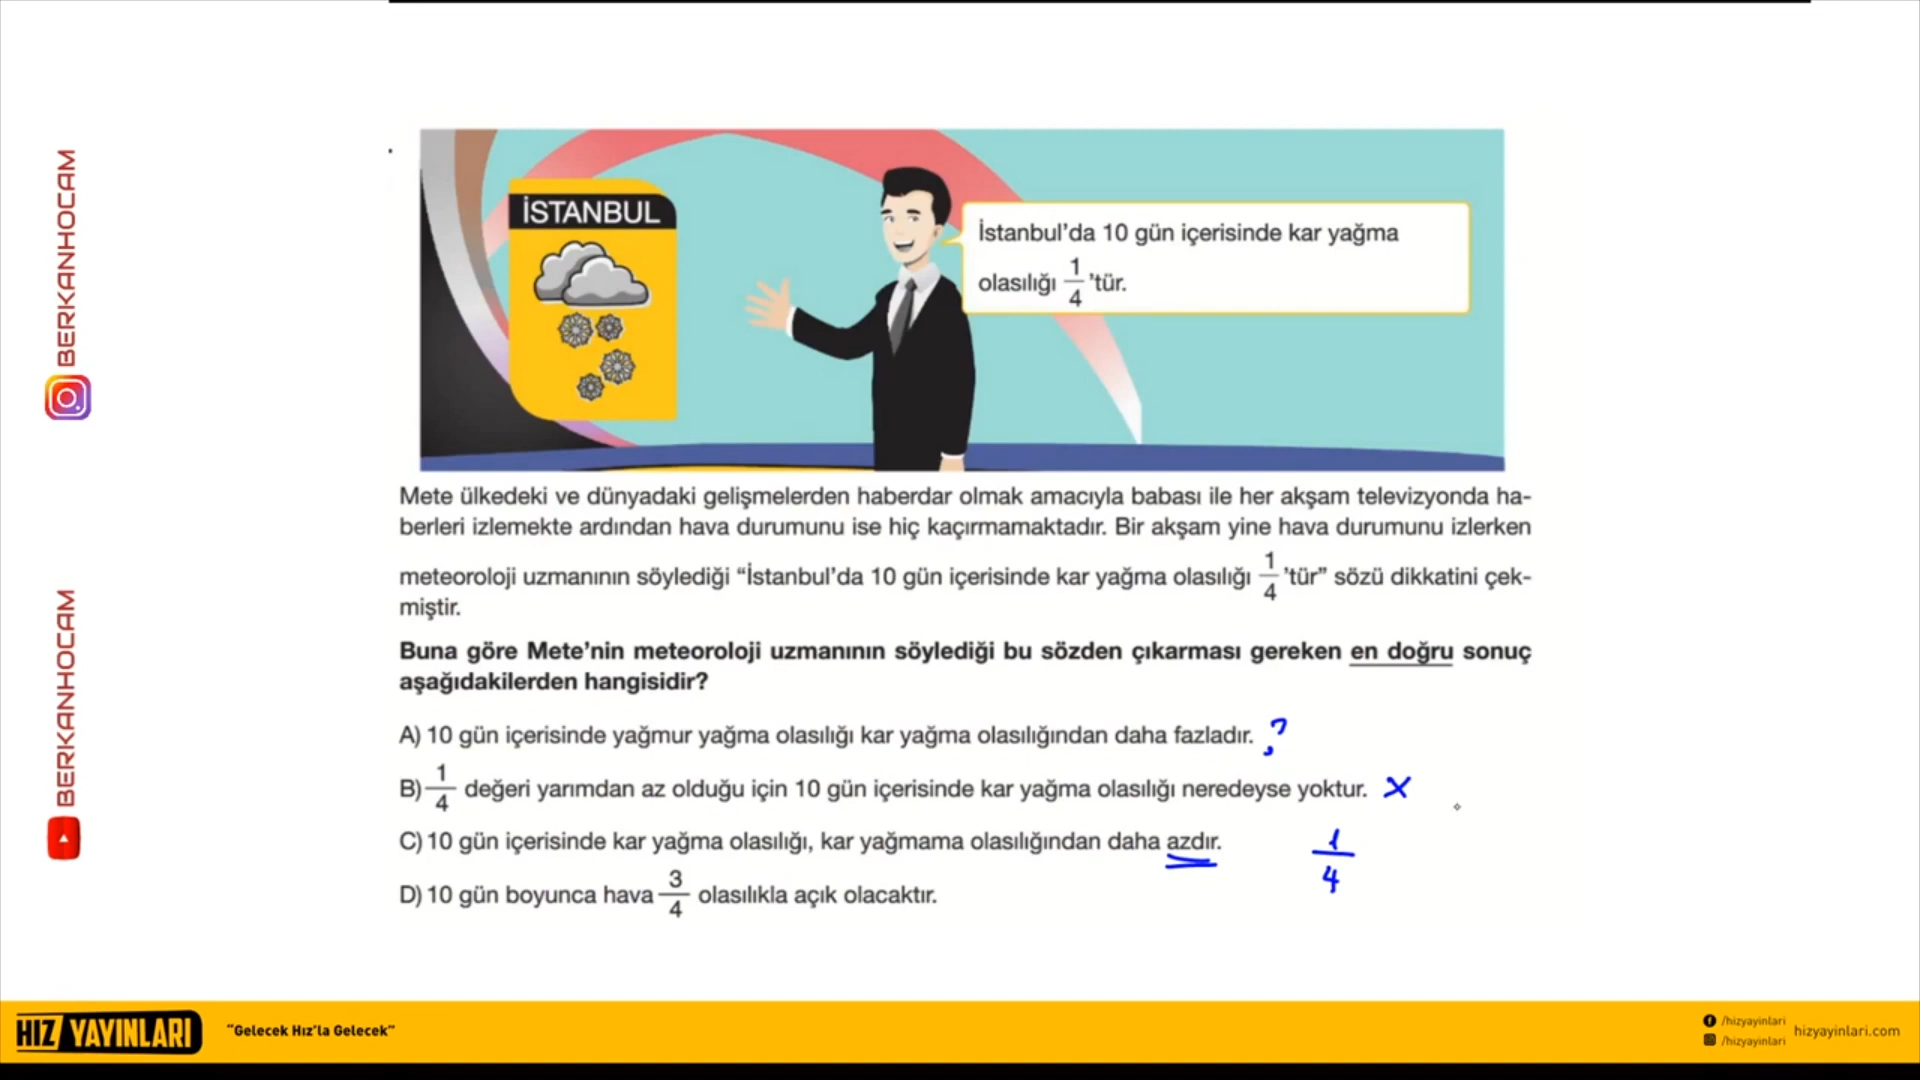 BERKANHOCAM
BERKANHOCAM
İSTANBUL
İstanbul'da 10 gün içerisinde kar yağma
olasılığı 1/4 'tür.
Mete ülkedeki ve dünyadaki gelişmelerden haberdar olmak amacıyla babası ile her akşam televizyonda ha-
berleri izlemekte ardından hava durumunu ise hiç kaçırmamaktadır. Bir akşam yine hava durumunu izlerken
meteoroloji uzmanının söylediği “İstanbul'da 10 gün içerisinde kar yağma olasılığı 1/4 'tür” sözü dikkatini çek-
miştir.
Buna göre Mete'nin meteoroloji uzmanının söylediği bu sözden çıkarması gereken en doğru sonuç
aşağıdakilerden hangisidir?
A) 10 gün içerisinde yağmur yağma olasılığı kar yağma olasılığından daha fazladır. ?
B) 1/4 değeri yarımdan az olduğu için 10 gün içerisinde kar yağma olasılığı neredeyse yoktur. X
C) 10 gün içerisinde kar yağma olasılığı, kar yağmama olasılığından daha azdır. 1/4
D) 10 gün boyunca hava 3/4 olasılıkla açık olacaktır.
HIZ YAYINLARI
“Gelecek Hız'la Gelecek”
/hizyayinlari
/hizyayinlari
hizyayinlari.com